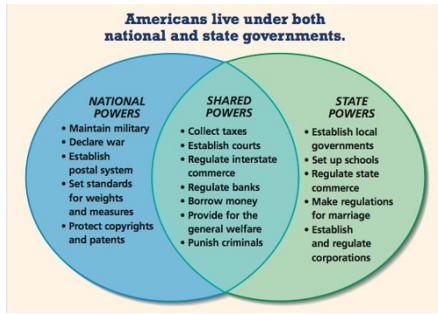 Americans live under both
national and state governments.
NATIONAL
POWERS
• Maintain military
• Declare war
• Establish
postal system
• Set standards
for weights
and measures
• Protect copyrights
and patents
SHARED
POWERS
• Collect taxes
• Establish courts
• Regulate interstate
commerce
• Regulate banks
• Borrow money
• Provide for the
general welfare
• Punish criminals
STATE
POWERS
• Establish local
governments
• Set up schools
• Regulate state
commerce
• Make regulations
for marriage
• Establish
and regulate
corporations